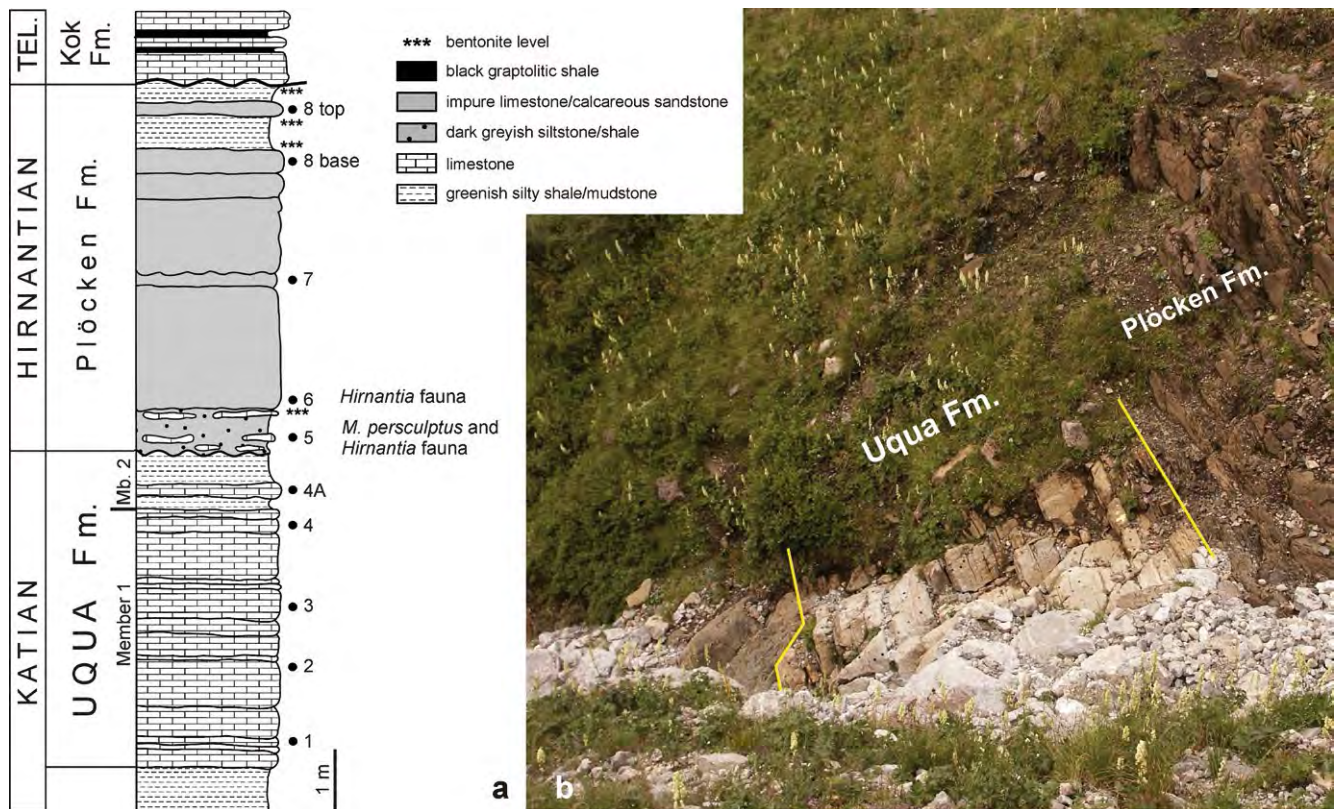 TEL.
Kok
Fm.
HIRNANTIAN
Plöcken Fm.
KATIAN
UQUA Fm.
Mb. 2
Member 1
***
8 top
***
***
8 base
7
6
Hirnantia fauna
***
5
M. persculptus and
Hirnantia fauna
4A
4
3
2
1
1 m
*** bentonite level
black graptolitic shale
impure limestone/calcareous sandstone
dark greyish siltstone/shale
limestone
greenish silty shale/mudstone
a
b
Uqua Fm.
Plöcken Fm.